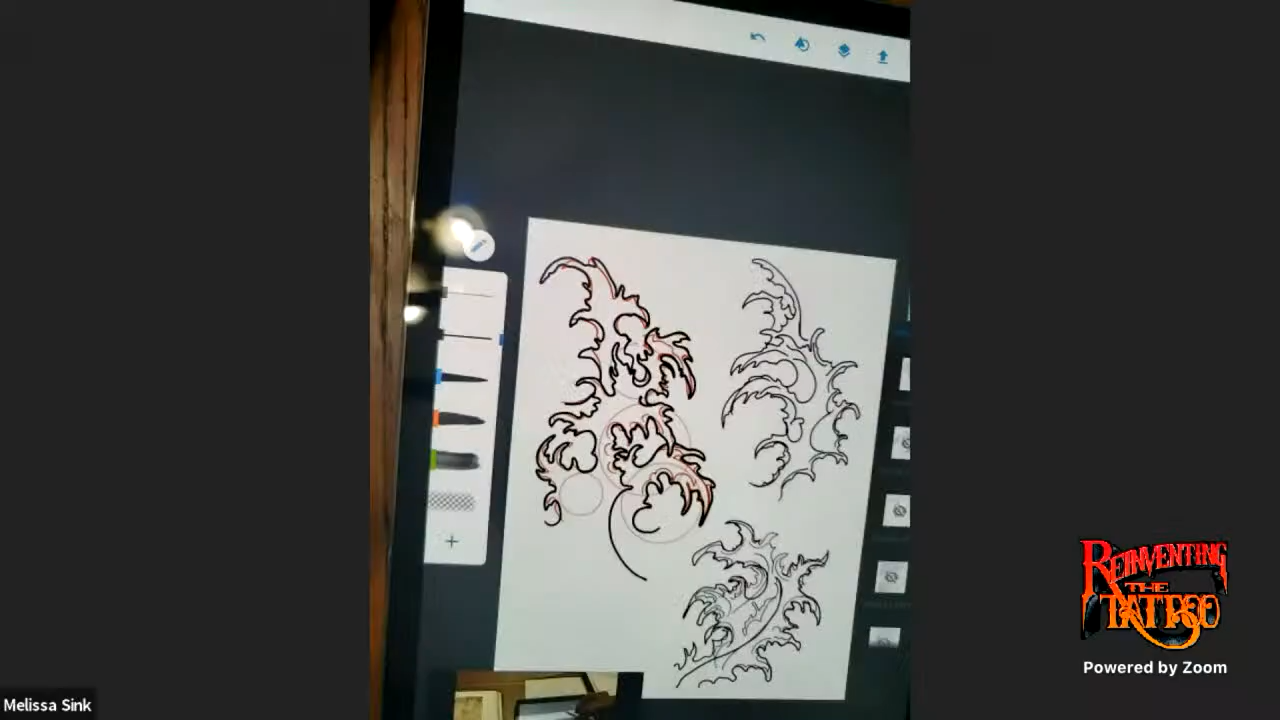 REINVENTING
THE
TATTOO
Powered by Zoom
Melissa Sink